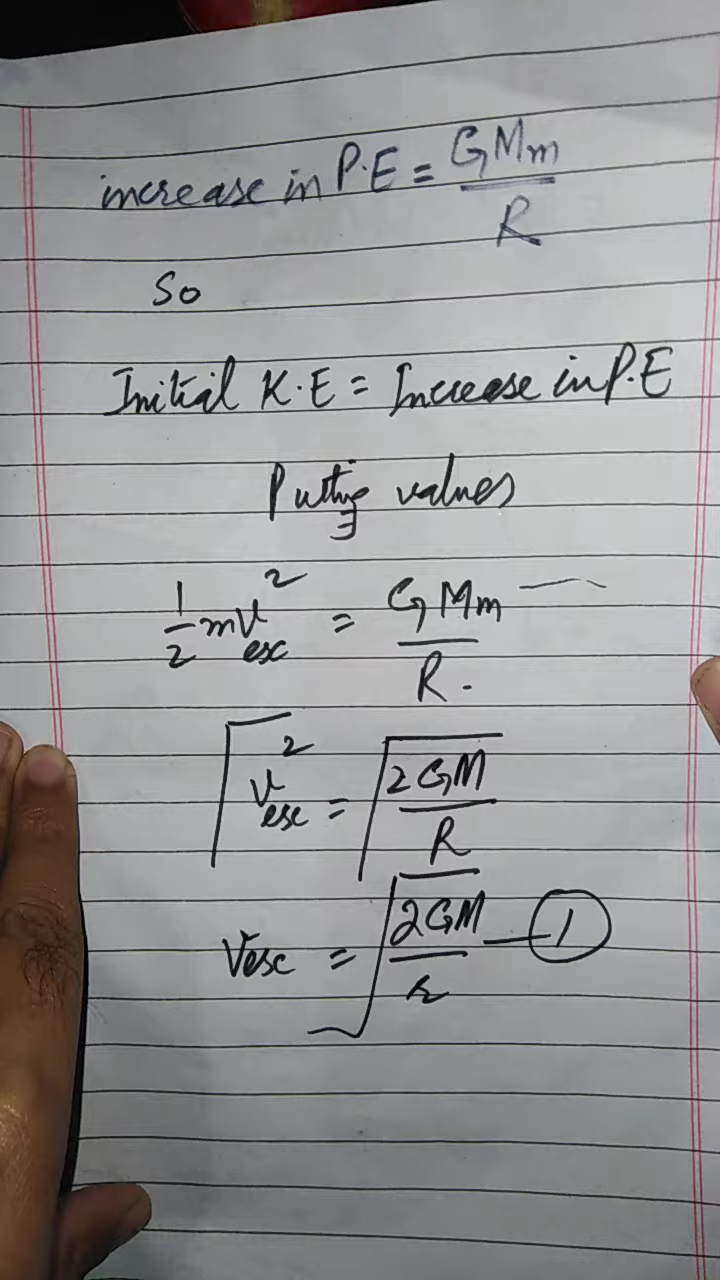 increase in P.E = GMm/R
So
Initial K.E = Increase in P.E
Putting values
1/2 mv²esc = GMm/R.
√v²esc = √2GM/R
Vesc = √2GM/r — ①